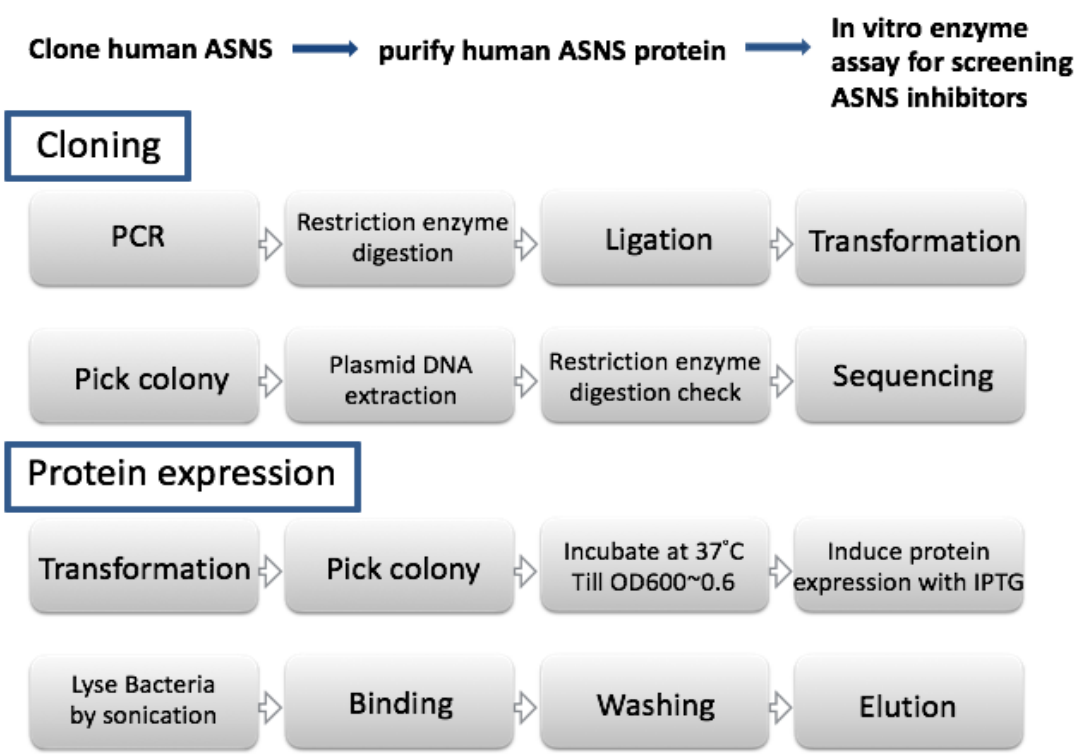 Clone human ASNS
purify human ASNS protein
In vitro enzyme
assay for screening
ASNS inhibitors
Cloning
PCR
Restriction enzyme
digestion
Ligation
Transformation
Pick colony
Plasmid DNA
extraction
Restriction enzyme
digestion check
Sequencing
Protein expression
Transformation
Pick colony
Incubate at 37˚C
Till OD600~0.6
Induce protein
expression with IPTG
Lyse Bacteria
by sonication
Binding
Washing
Elution